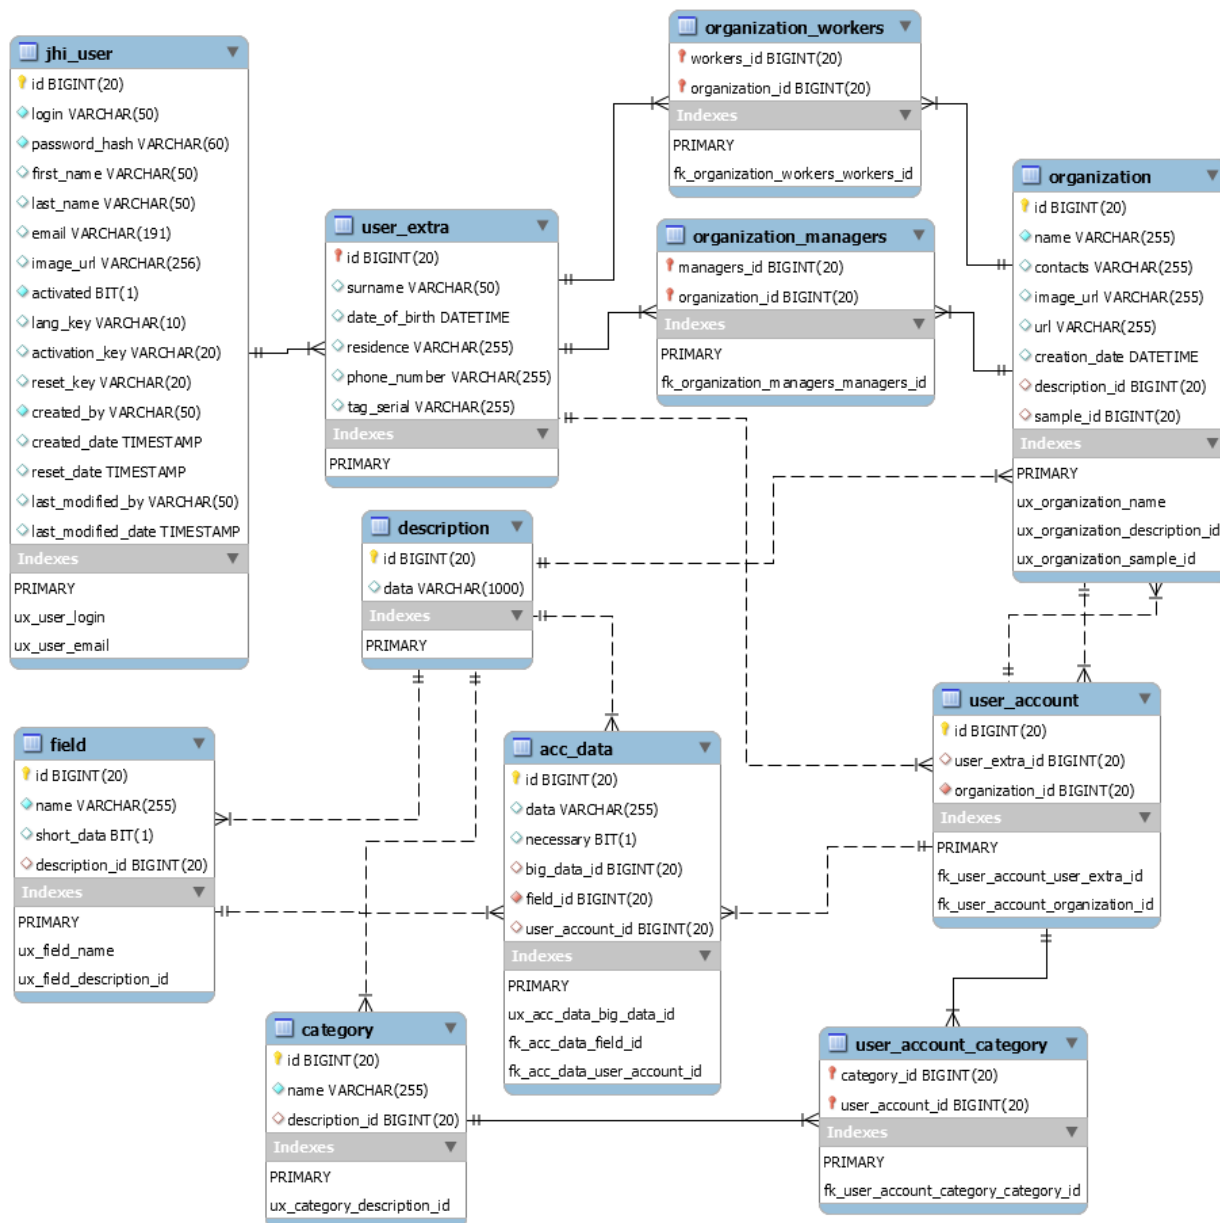 jhi_user
id BIGINT(20)
login VARCHAR(50)
password_hash VARCHAR(60)
first_name VARCHAR(50)
last_name VARCHAR(50)
email VARCHAR(191)
image_url VARCHAR(256)
activated BIT(1)
lang_key VARCHAR(10)
activation_key VARCHAR(20)
reset_key VARCHAR(20)
created_by VARCHAR(50)
created_date TIMESTAMP
reset_date TIMESTAMP
last_modified_by VARCHAR(50)
last_modified_date TIMESTAMP
Indexes
PRIMARY
ux_user_login
ux_user_email
user_extra
id BIGINT(20)
surname VARCHAR(50)
date_of_birth DATETIME
residence VARCHAR(255)
phone_number VARCHAR(255)
tag_serial VARCHAR(255)
Indexes
PRIMARY
organization_workers
workers_id BIGINT(20)
organization_id BIGINT(20)
Indexes
PRIMARY
fk_organization_workers_workers_id
organization_managers
managers_id BIGINT(20)
organization_id BIGINT(20)
Indexes
PRIMARY
fk_organization_managers_managers_id
organization
id BIGINT(20)
name VARCHAR(255)
contacts VARCHAR(255)
image_url VARCHAR(255)
url VARCHAR(255)
creation_date DATETIME
description_id BIGINT(20)
sample_id BIGINT(20)
Indexes
PRIMARY
ux_organization_name
ux_organization_description_id
ux_organization_sample_id
description
id BIGINT(20)
data VARCHAR(1000)
Indexes
PRIMARY
field
id BIGINT(20)
name VARCHAR(255)
short_data BIT(1)
description_id BIGINT(20)
Indexes
PRIMARY
ux_field_name
ux_field_description_id
acc_data
id BIGINT(20)
data VARCHAR(255)
necessary BIT(1)
big_data_id BIGINT(20)
field_id BIGINT(20)
user_account_id BIGINT(20)
Indexes
PRIMARY
ux_acc_data_big_data_id
fk_acc_data_field_id
fk_acc_data_user_account_id
user_account
id BIGINT(20)
user_extra_id BIGINT(20)
organization_id BIGINT(20)
Indexes
PRIMARY
fk_user_account_user_extra_id
fk_user_account_organization_id
category
id BIGINT(20)
name VARCHAR(255)
description_id BIGINT(20)
Indexes
PRIMARY
ux_category_description_id
user_account_category
category_id BIGINT(20)
user_account_id BIGINT(20)
Indexes
PRIMARY
fk_user_account_category_category_id